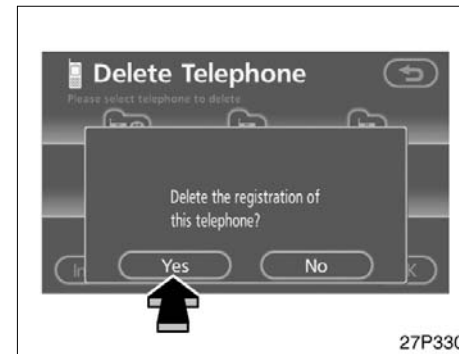 Delete Telephone
Please select telephone to delete
Delete the registration of
this telephone?
Yes
No
27P330